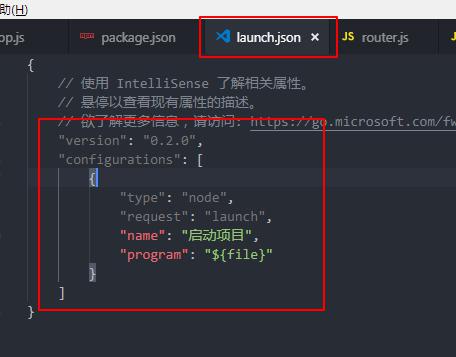 助(H)
pp.js package.json launch.json × router.js
{
// 使用 IntelliSense 了解相关属性。
// 悬停以查看现有属性的描述。
// 欲了解更多信息，请访问: https://go.microsoft.com/fw
"version": "0.2.0",
"configurations": [
{
"type": "node",
"request": "launch",
"name": "启动项目",
"program": "${file}"
}
]
}